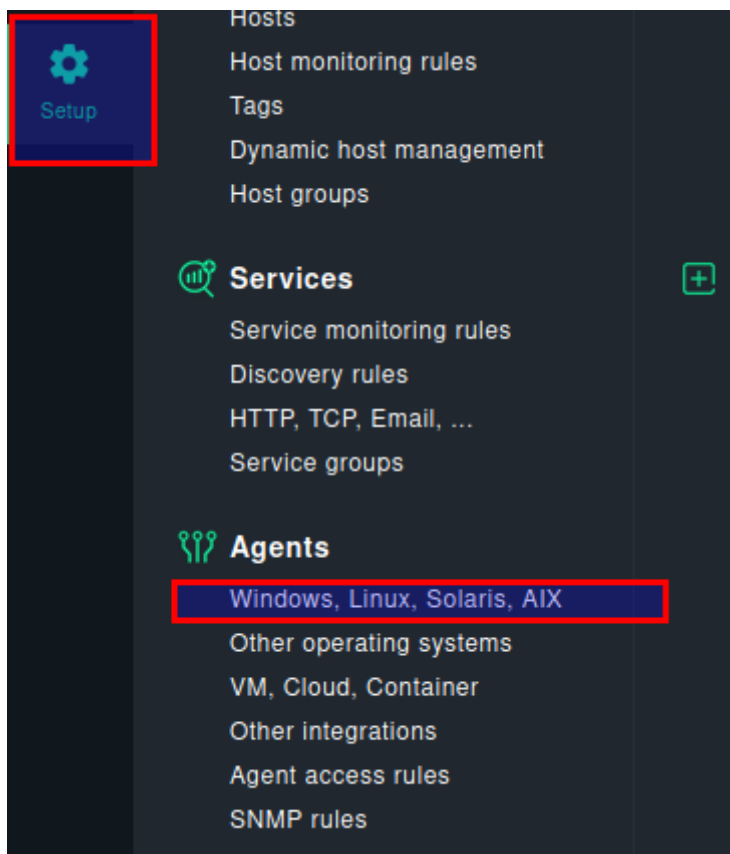 Setup
Hosts
Host monitoring rules
Tags
Dynamic host management
Host groups
Services
Service monitoring rules
Discovery rules
HTTP, TCP, Email, ...
Service groups
Agents
Windows, Linux, Solaris, AIX
Other operating systems
VM, Cloud, Container
Other integrations
Agent access rules
SNMP rules